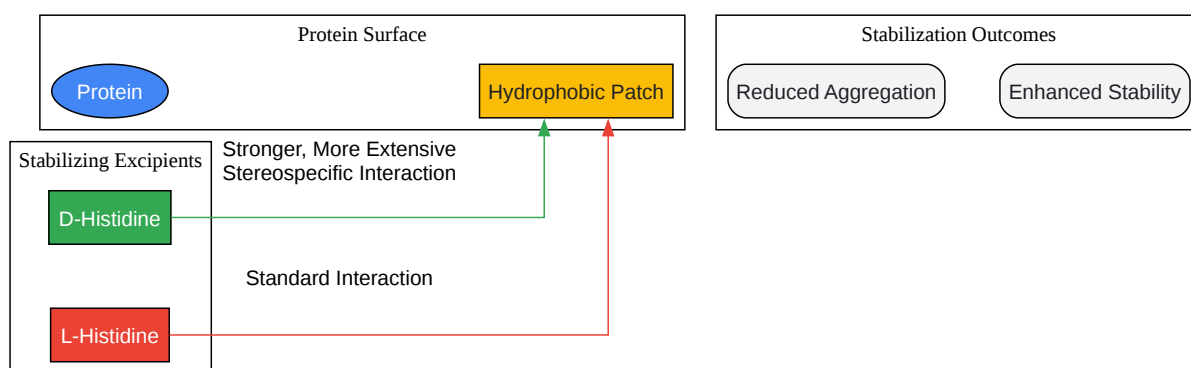 Protein Surface
Protein
Hydrophobic Patch
Stabilization Outcomes
Reduced Aggregation
Enhanced Stability
Stabilizing Excipients
D-Histidine
L-Histidine
Stronger, More Extensive
Stereospecific Interaction
Standard Interaction